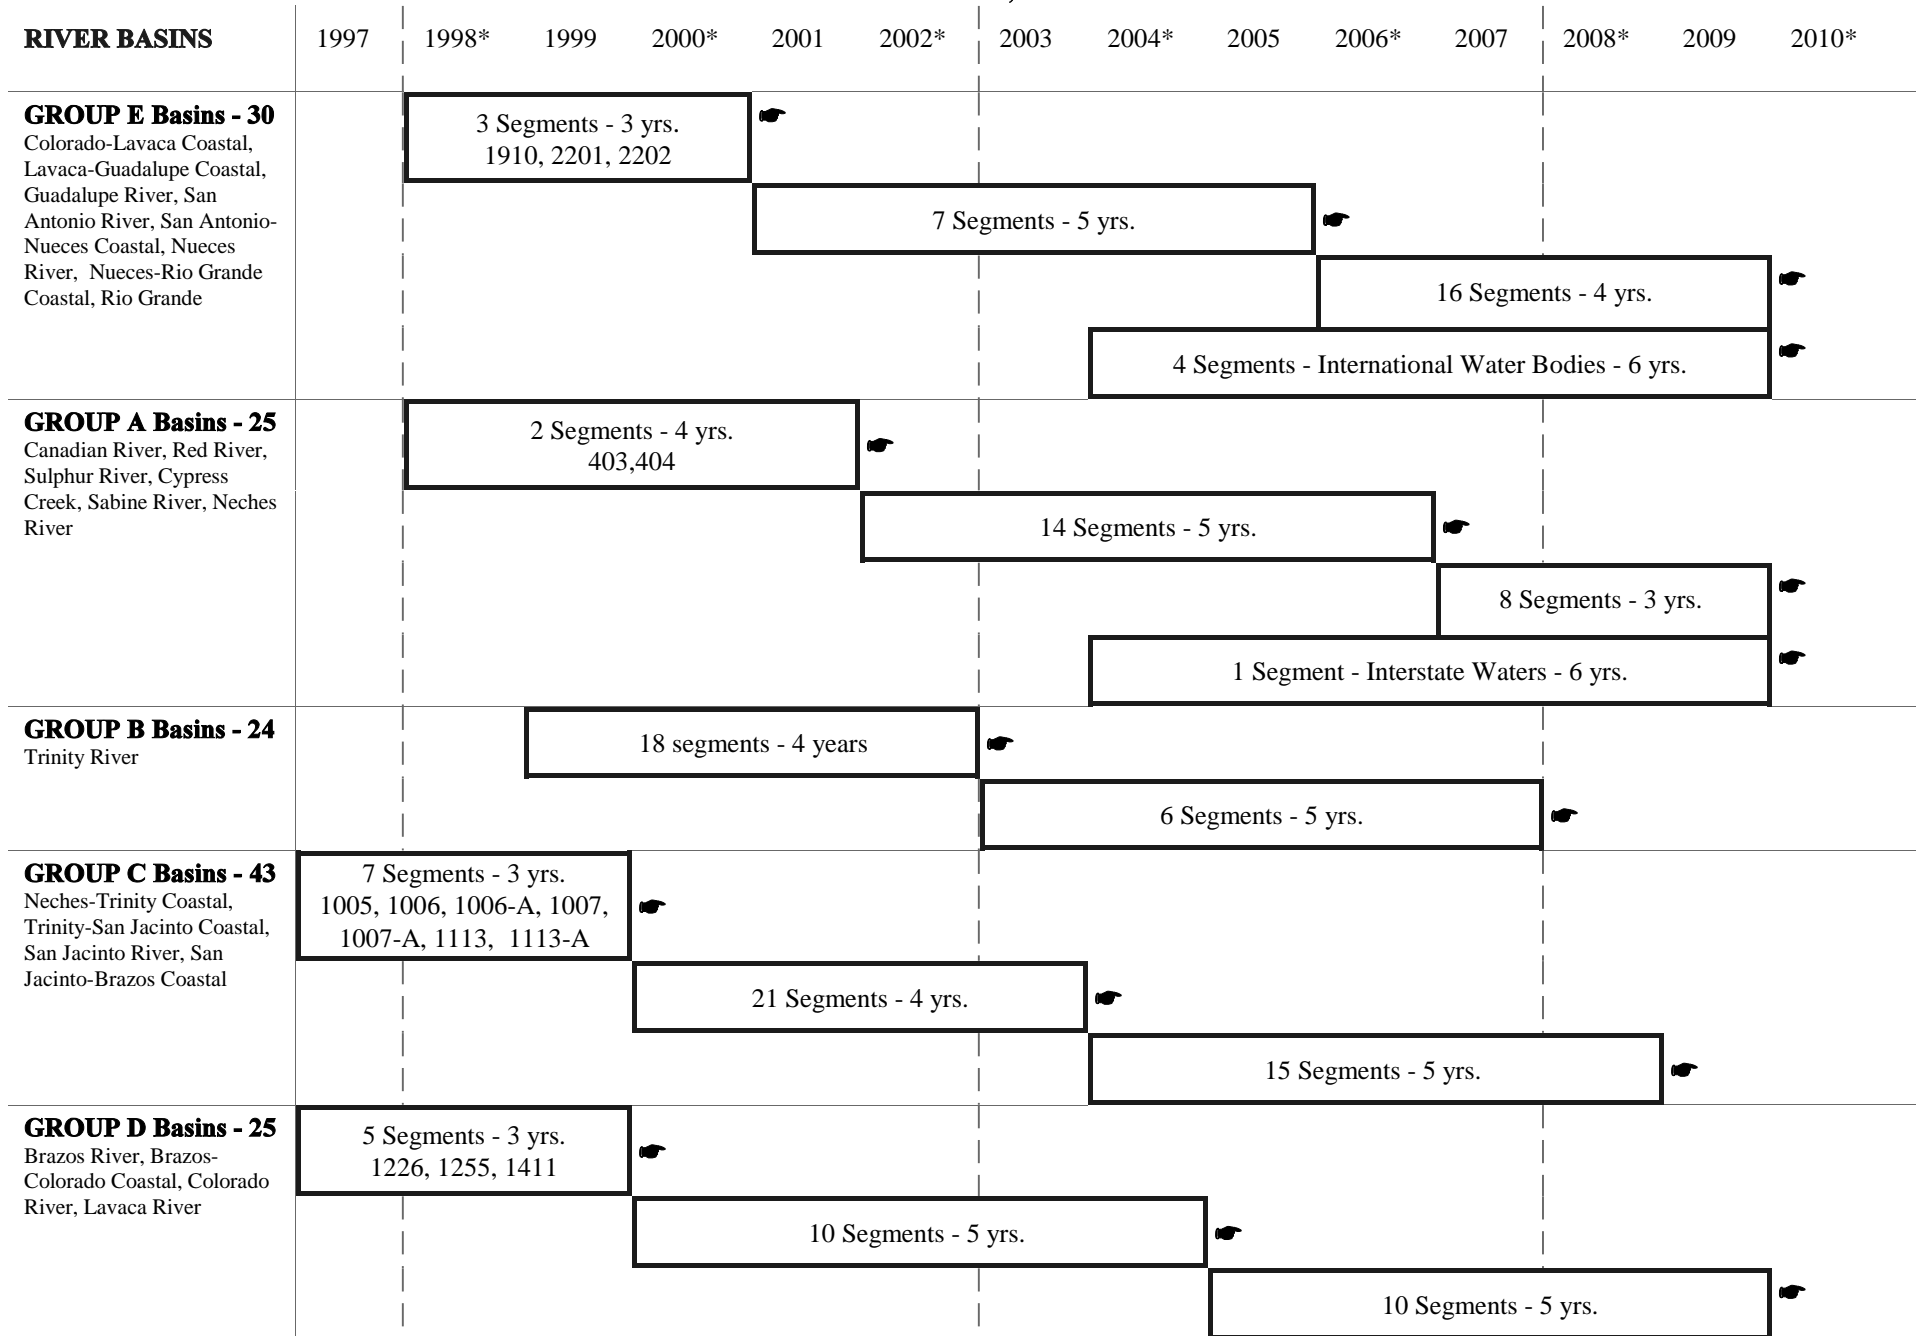 RIVER BASINS 1997 1998* 1999 2000* 2001 2002* 2003 2004* 2005 2006* 2007 2008* 2009 2010*
GROUP E Basins - 30
Colorado-Lavaca Coastal,
Lavaca-Guadalupe Coastal,
Guadalupe River, San
Antonio River, San Antonio-
Nueces Coastal, Nueces
River, Nueces-Rio Grande
Coastal, Rio Grande
3 Segments - 3 yrs.
1910, 2201, 2202
7 Segments - 5 yrs.
16 Segments - 4 yrs.
4 Segments - International Water Bodies - 6 yrs.
GROUP A Basins - 25
Canadian River, Red River,
Sulphur River, Cypress
Creek, Sabine River, Neches
River
2 Segments - 4 yrs.
403,404
14 Segments - 5 yrs.
8 Segments - 3 yrs.
1 Segment - Interstate Waters - 6 yrs.
GROUP B Basins - 24
Trinity River
18 segments - 4 years
6 Segments - 5 yrs.
GROUP C Basins - 43
Neches-Trinity Coastal,
Trinity-San Jacinto Coastal,
San Jacinto River, San
Jacinto-Brazos Coastal
7 Segments - 3 yrs.
1005, 1006, 1006-A, 1007,
1007-A, 1113, 1113-A
21 Segments - 4 yrs.
15 Segments - 5 yrs.
GROUP D Basins - 25
Brazos River, Brazos-
Colorado Coastal, Colorado
River, Lavaca River
5 Segments - 3 yrs.
1226, 1255, 1411
10 Segments - 5 yrs.
10 Segments - 5 yrs.